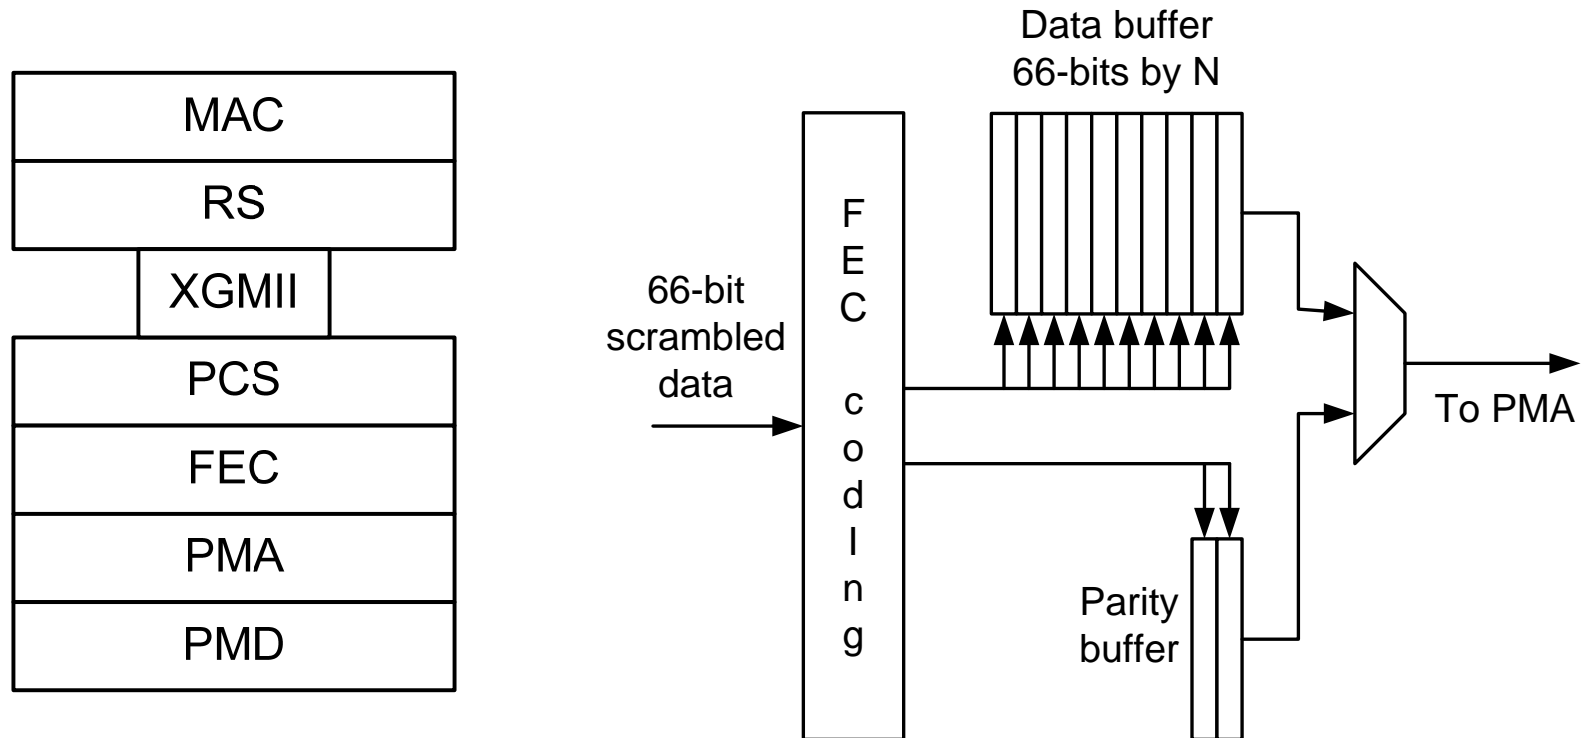 MAC
RS
XGMII
PCS
FEC
PMA
PMD
66-bit
scrambled
data
F
E
C
c
o
d
I
n
g
Data buffer
66-bits by N
Parity
buffer
To PMA